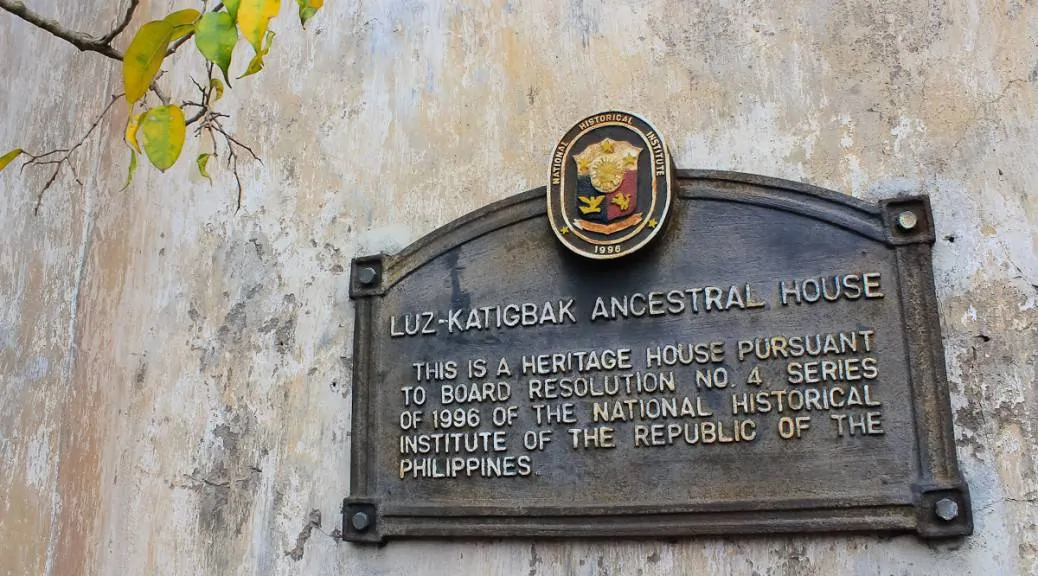 NATIONAL HISTORICAL INSTITUTE
1996
LUZ-KATIGBAK ANCESTRAL HOUSE
THIS IS A HERITAGE HOUSE PURSUANT
TO BOARD RESOLUTION NO. 4, SERIES
OF 1996 OF THE NATIONAL HISTORICAL
INSTITUTE OF THE REPUBLIC OF THE
PHILIPPINES.